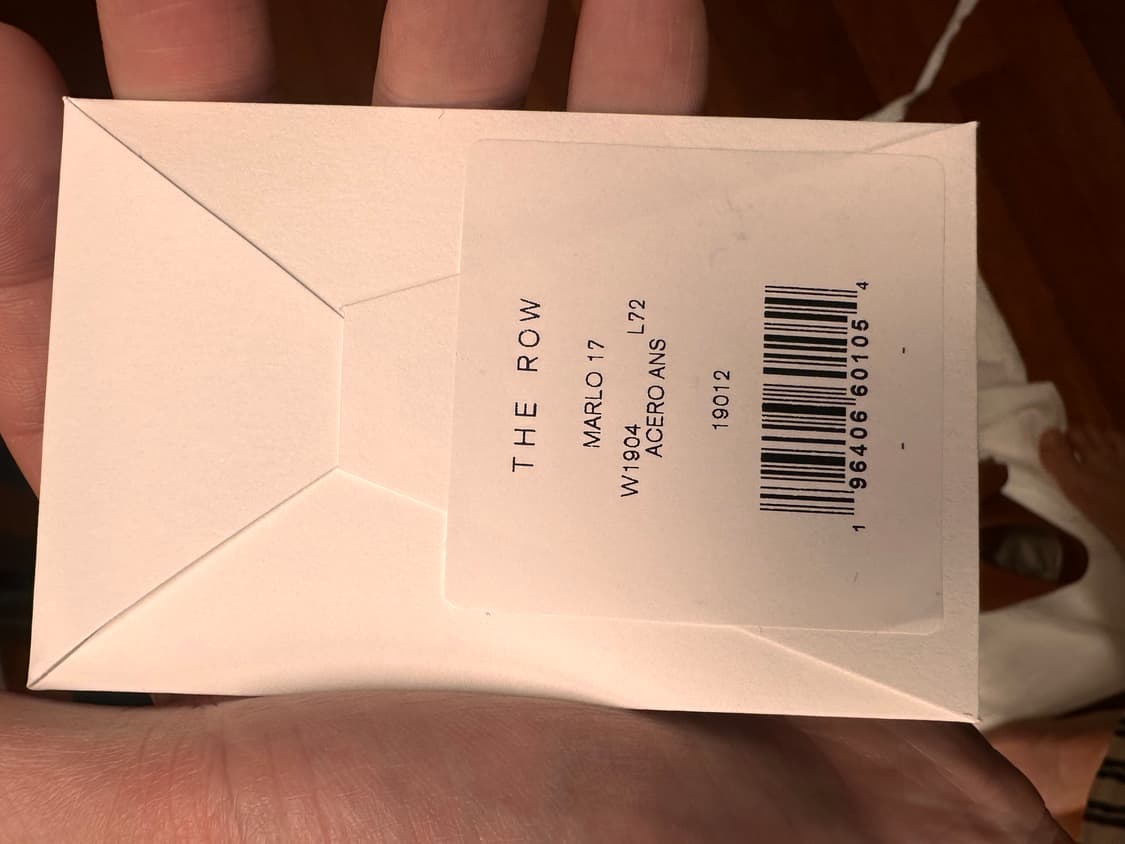 THE ROW
MARLO 17
W1904 L72
ACERO ANS
19012
1 96406 60105 4